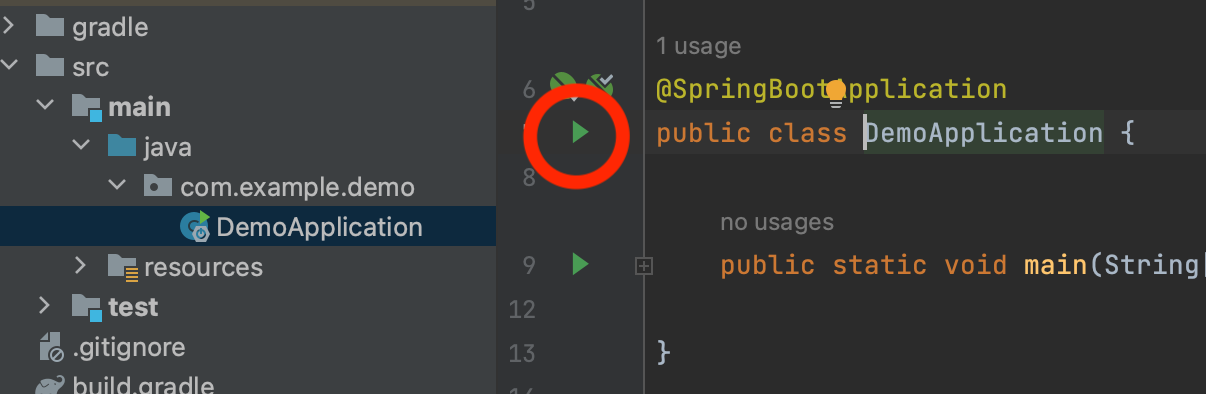 gradle
src
main
java
com.example.demo
DemoApplication
resources
test
.gitignore
build.gradle
5
1 usage
6 @SpringBootApplication
public class DemoApplication {
8
no usages
9 public static void main(String[
12
13 }